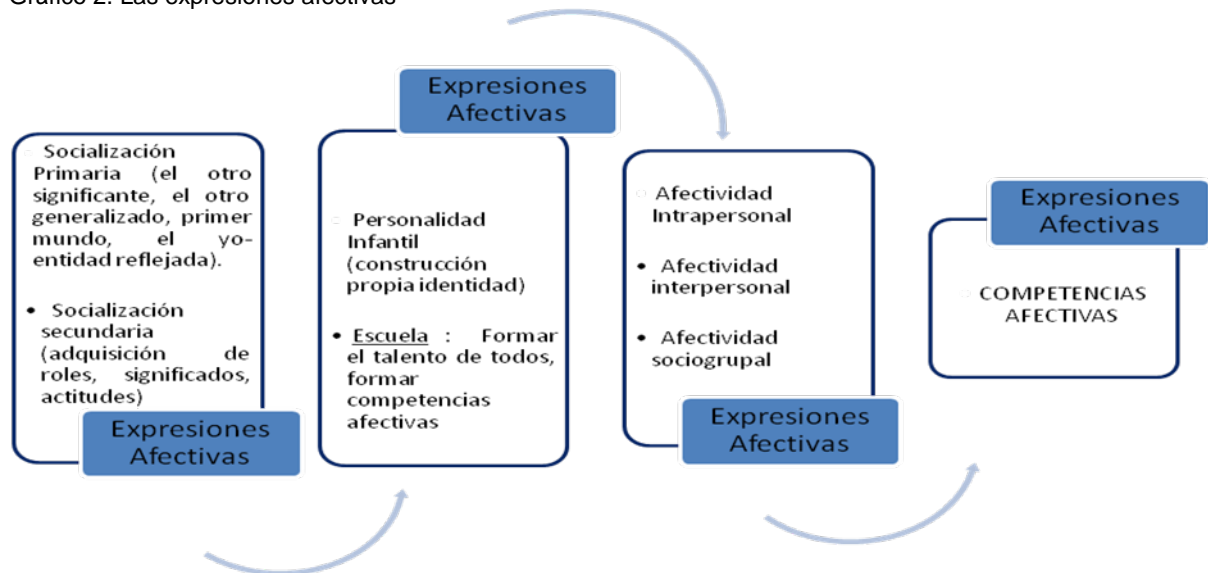 Gráfico 2. Las expresiones afectivas
Socialización
Primaria (el otro
significante, el otro
generalizado, primer
mundo, el yo-
entidad reflejada).
• Socialización
secundaria
(adquisición de
roles, significados,
actitudes)
Expresiones
Afectivas
Expresiones
Afectivas
Personalidad
Infantil
(construcción
propia identidad)
• Escuela : Formar
el talento de todos,
formar
competencias
afectivas
Afectividad
Intrapersonal
• Afectividad
interpersonal
• Afectividad
sociogrupal
Expresiones
Afectivas
Expresiones
Afectivas
COMPETENCIAS
AFECTIVAS